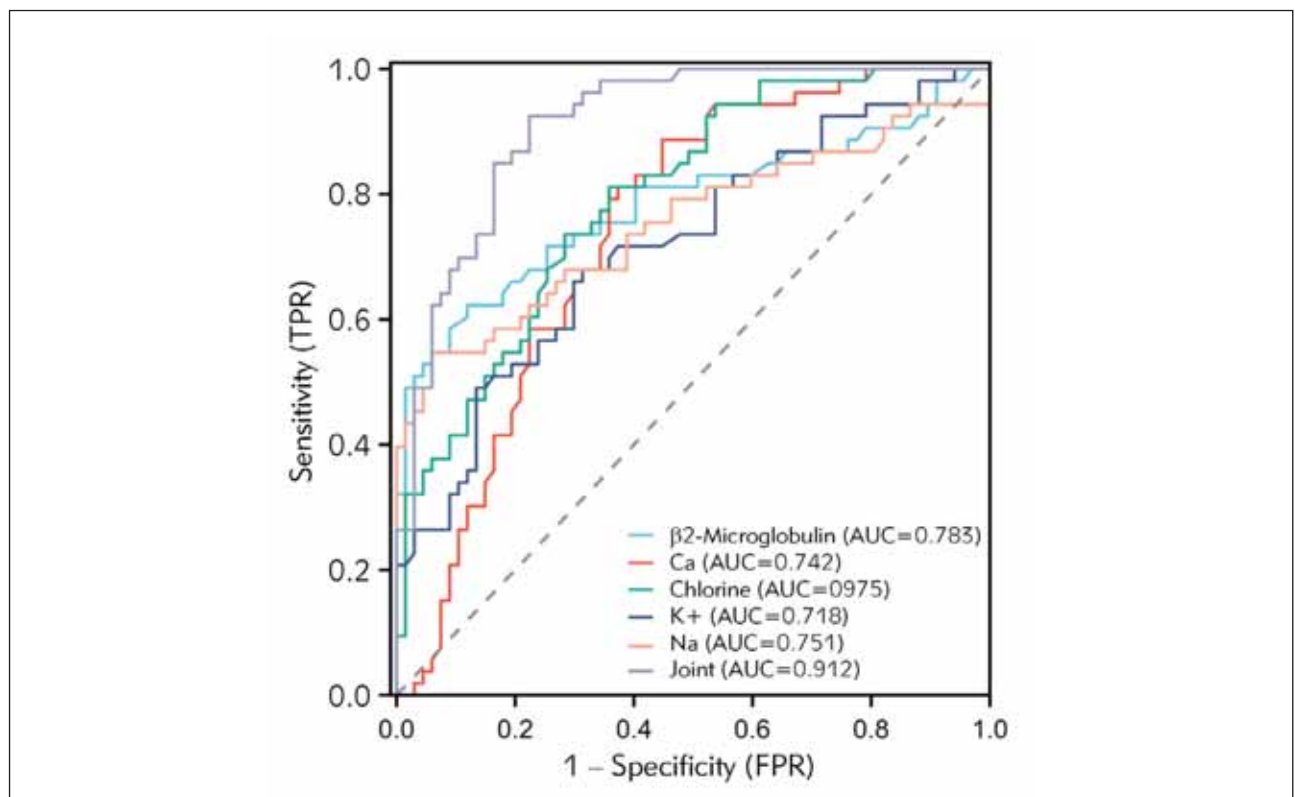 1.0
0.8
0.6
0.4
0.2
0.0
Sensitivity (TPR)
β2-Microglobulin (AUC=0.783)
Ca (AUC=0.742)
Chlorine (AUC=0975)
K+ (AUC=0.718)
Na (AUC=0.751)
Joint (AUC=0.912)
0.0 0.2 0.4 0.6 0.8 1.0
1 – Specificity (FPR)